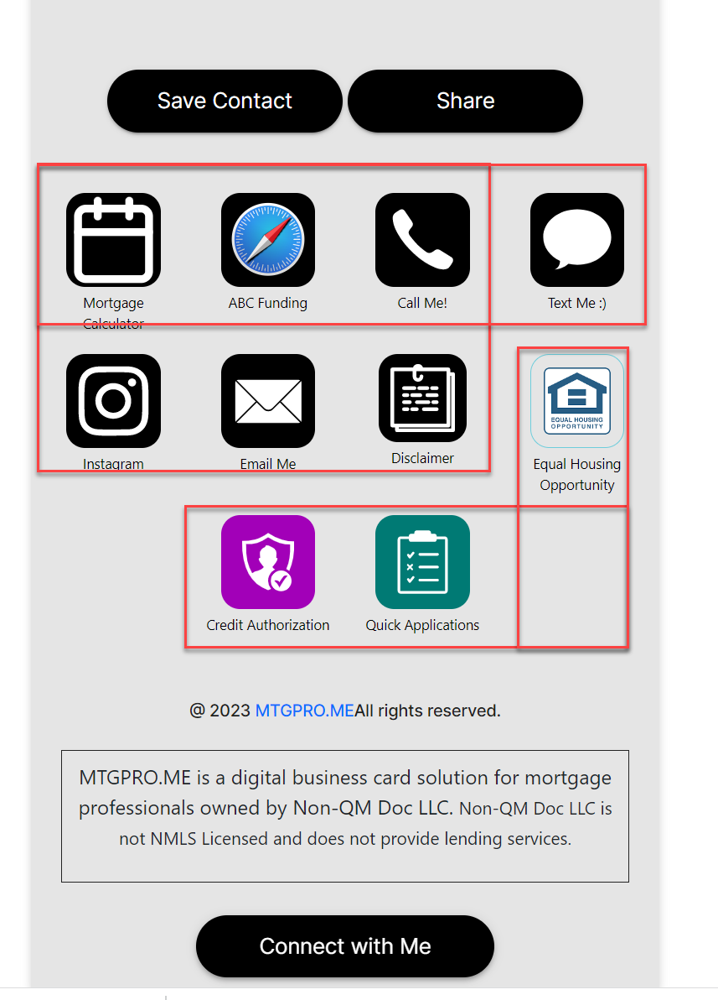 Save Contact
Share
Mortgage
Calculator
ABC Funding
Call Me!
Text Me :)
Instagram
Email Me
Disclaimer
EQUAL HOUSING
OPPORTUNITY
Equal Housing
Opportunity
Credit Authorization
Quick Applications
@ 2023 MTGPRO.MEAll rights reserved.
MTGPRO.ME is a digital business card solution for mortgage
professionals owned by Non-QM Doc LLC. Non-QM Doc LLC is
not NMLS Licensed and does not provide lending services.
Connect with Me